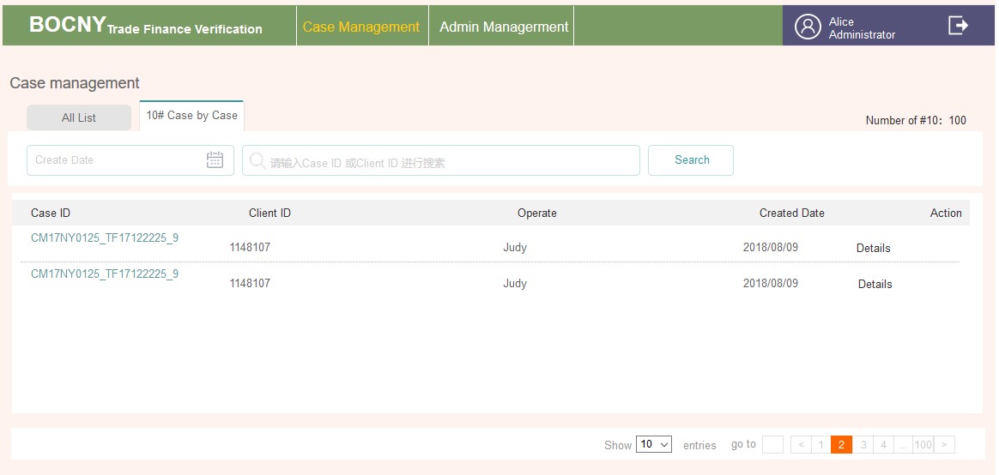 BOCNY Trade Finance Verification Case Management Admin Managerment Alice
Administrator
Case management
All List 10# Case by Case Number of #10: 100
Create Date 请输入Case ID 或Client ID 进行搜索 Search
Case ID Client ID Operate Created Date Action
CM17NY0125_TF17122225_9 1148107 Judy 2018/08/09 Details
CM17NY0125_TF17122225_9 1148107 Judy 2018/08/09 Details
Show 10 entries go to < 1 2 3 4 ... 100 >